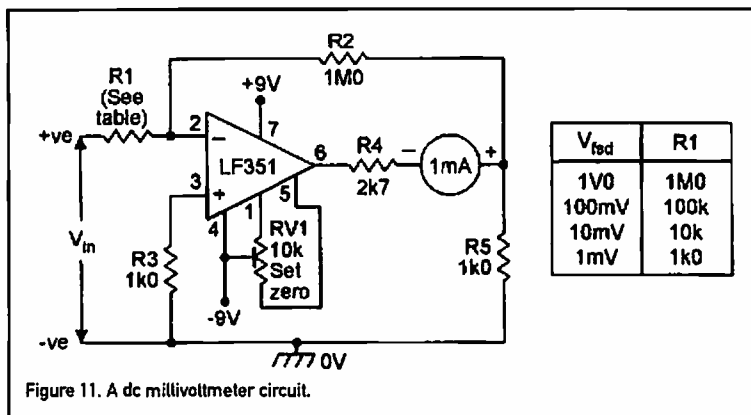 R2
1M0
R1
(See
table)
+9V
+ve
2
−
7
LF351
6
R4
2k7
−
1mA
+
3
+
5
4
1
RV1
10k
Set
zero
Vin
R3
1k0
-9V
R5
1k0
-ve
0V
Vfsd R1
1V0 1M0
100mV 100k
10mV 10k
1mV 1k0
Figure 11. A dc millivoltmeter circuit.